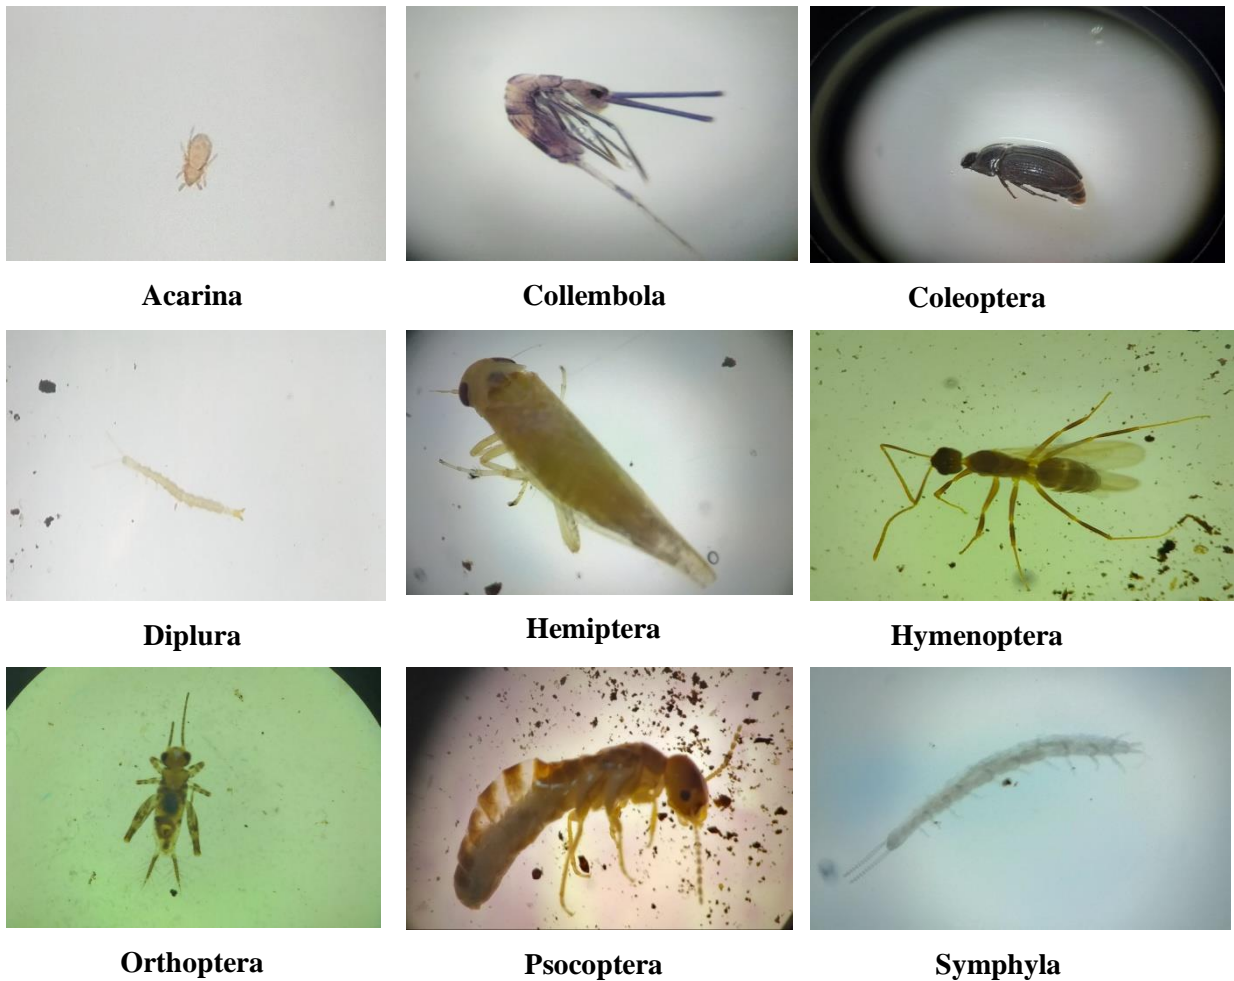 Acarina
Collembola
Coleoptera
Diplura
Hemiptera
Hymenoptera
Orthoptera
Psocoptera
Symphyla